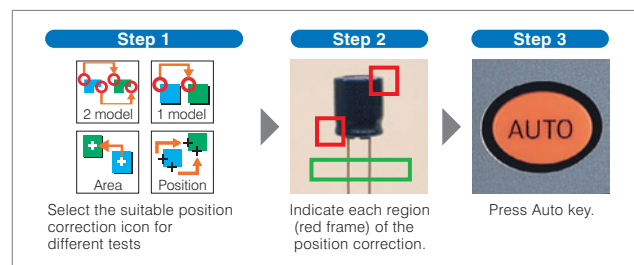 Step 1
Step 2
Step 3
2 model
1 model
Area
Position
AUTO
Select the suitable position
correction icon for
different tests
Indicate each region
(red frame) of the
position correction.
Press Auto key.